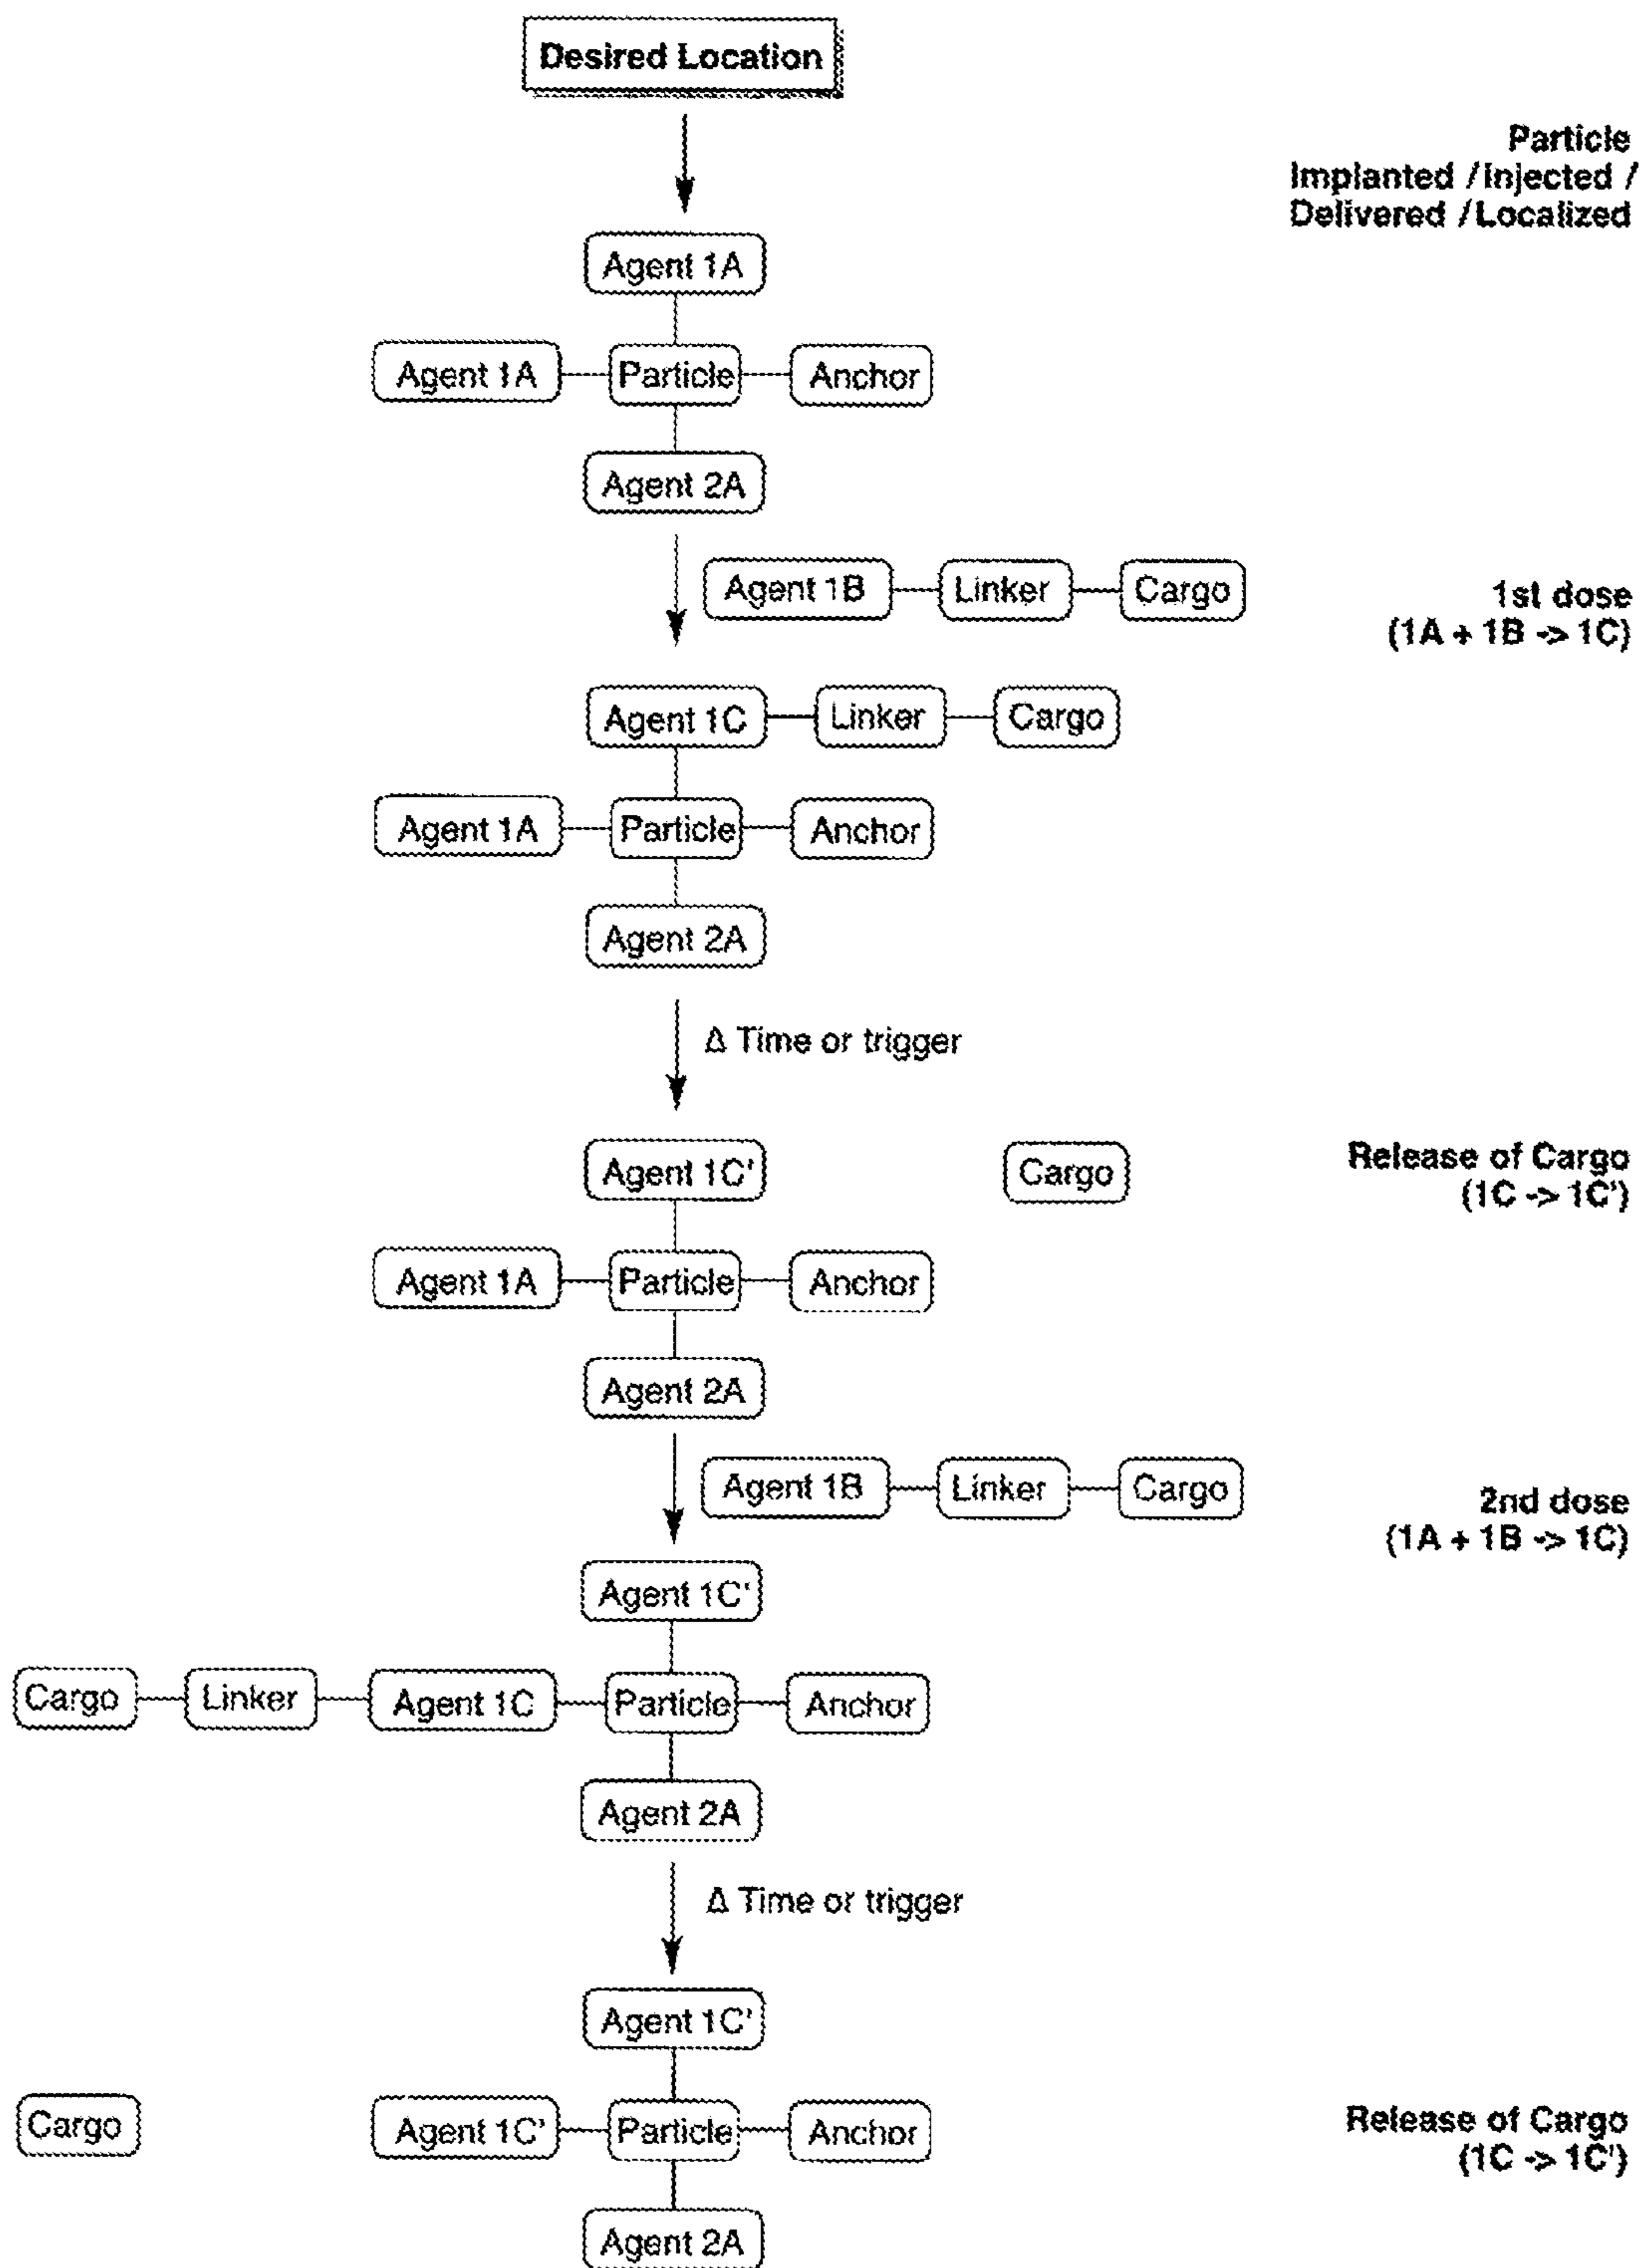 Desired Location
Particle
Implanted / Injected /
Delivered / Localized
Agent 1A
Agent 1A Particle Anchor
Agent 2A
Agent 1B Linker Cargo
1st dose
(1A + 1B -> 1C)
Agent 1C Linker Cargo
Agent 1A Particle Anchor
Agent 2A
Δ Time or trigger
Agent 1C' Cargo
Release of Cargo
(1C -> 1C')
Agent 1A Particle Anchor
Agent 2A
Agent 1B Linker Cargo
2nd dose
(1A + 1B -> 1C)
Agent 1C'
Cargo Linker Agent 1C Particle Anchor
Agent 2A
Δ Time or trigger
Agent 1C'
Cargo Agent 1C' Particle Anchor
Release of Cargo
(1C -> 1C')
Agent 2A